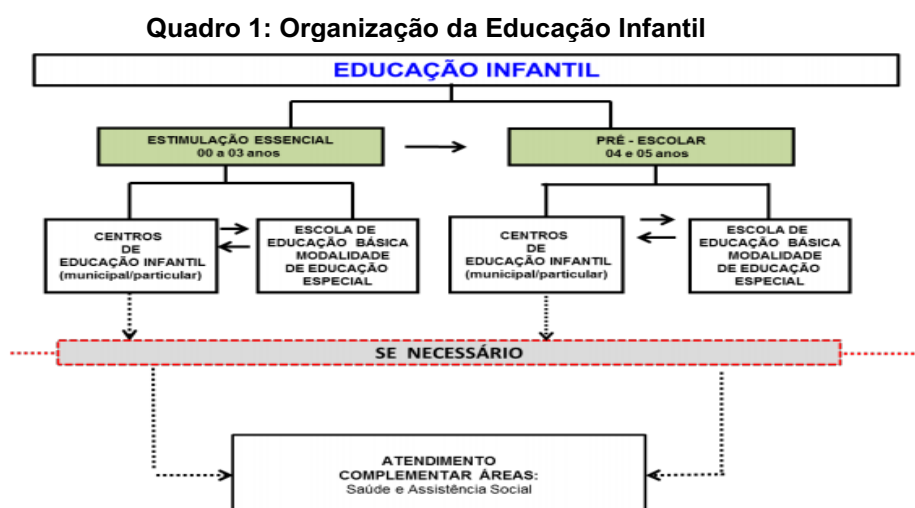 Quadro 1: Organização da Educação Infantil
EDUCAÇÃO INFANTIL
ESTIMULAÇÃO ESSENCIAL
00 a 03 anos
PRÉ - ESCOLAR
04 e 05 anos
CENTROS
DE
EDUCAÇÃO INFANTIL
(municipal/particular)
ESCOLA DE
EDUCAÇÃO BÁSICA
MODALIDADE
DE EDUCAÇÃO
ESPECIAL
CENTROS
DE
EDUCAÇÃO INFANTIL
(municipal/particular)
ESCOLA DE
EDUCAÇÃO BÁSICA
MODALIDADE
DE EDUCAÇÃO
ESPECIAL
SE NECESSÁRIO
ATENDIMENTO
COMPLEMENTAR ÁREAS:
Saúde e Assistência Social